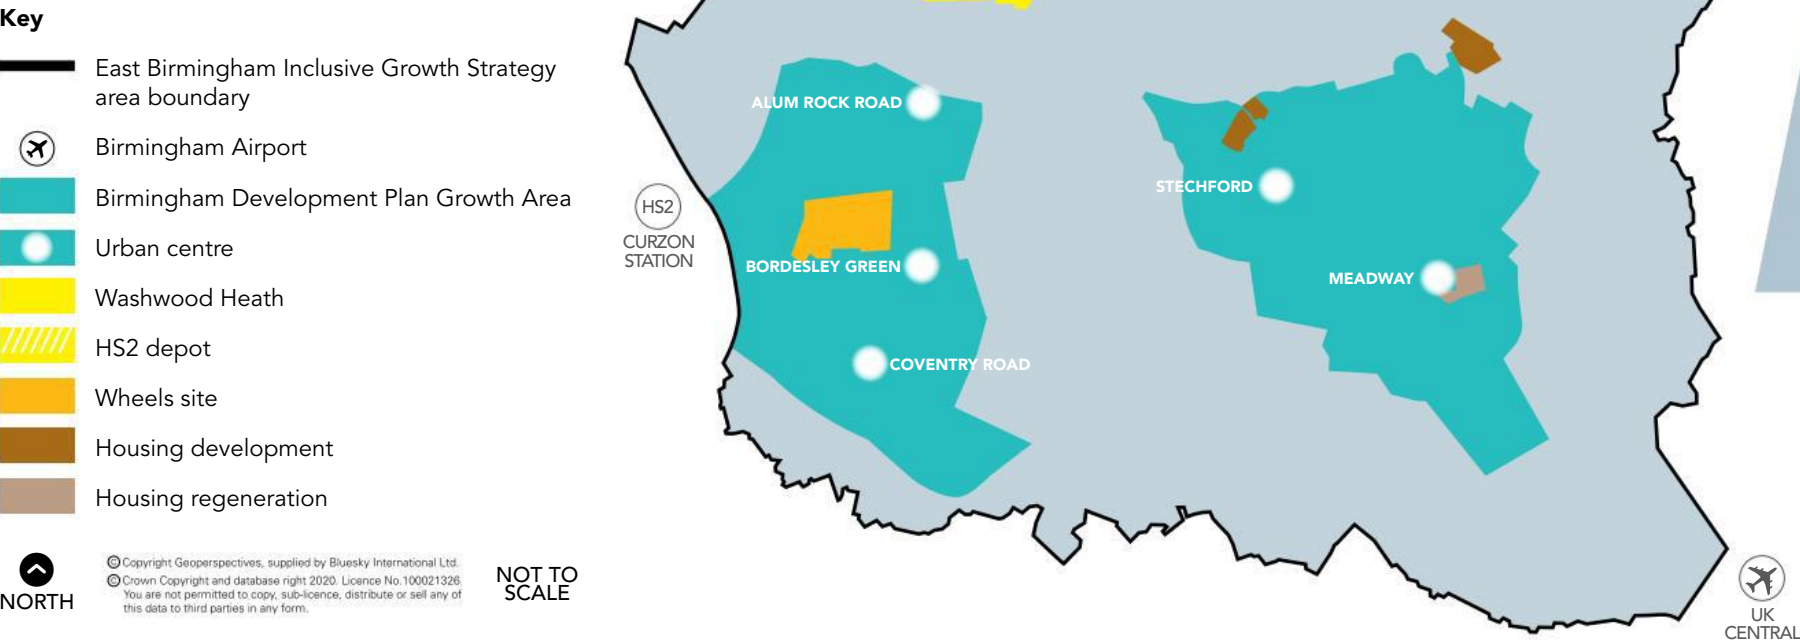 Key
East Birmingham Inclusive Growth Strategy
area boundary
Birmingham Airport
Birmingham Development Plan Growth Area
Urban centre
Washwood Heath
HS2 depot
Wheels site
Housing development
Housing regeneration
NORTH
© Copyright Geoperspectives, supplied by Bluesky International Ltd.
© Crown Copyright and database right 2020. Licence No.100021326.
You are not permitted to copy, sub-licence, distribute or sell any of
this data to third parties in any form.
NOT TO
SCALE
HS2
CURZON
STATION
ALUM ROCK ROAD
BORDESLEY GREEN
COVENTRY ROAD
STECHFORD
MEADWAY
UK
CENTRAL